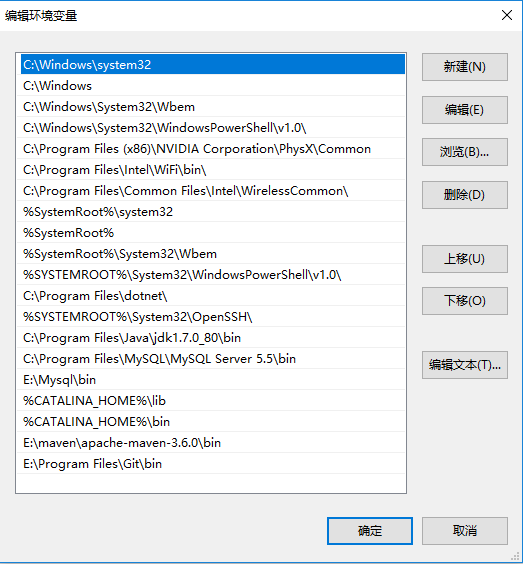 编辑环境变量
C:\Windows\system32
C:\Windows
C:\Windows\System32\Wbem
C:\Windows\System32\WindowsPowerShell\v1.0\
C:\Program Files (x86)\NVIDIA Corporation\PhysX\Common
C:\Program Files\Intel\WiFi\bin\
C:\Program Files\Common Files\Intel\WirelessCommon\
%SystemRoot%\system32
%SystemRoot%
%SystemRoot%\System32\Wbem
%SYSTEMROOT%\System32\WindowsPowerShell\v1.0\
C:\Program Files\dotnet\
%SYSTEMROOT%\System32\OpenSSH\
C:\Program Files\Java\jdk1.7.0_80\bin
C:\Program Files\MySQL\MySQL Server 5.5\bin
E:\Mysql\bin
%CATALINA_HOME%\lib
%CATALINA_HOME%\bin
E:\maven\apache-maven-3.6.0\bin
E:\Program Files\Git\bin
新建(N)
编辑(E)
浏览(B)...
删除(D)
上移(U)
下移(O)
编辑文本(T)...
确定
取消